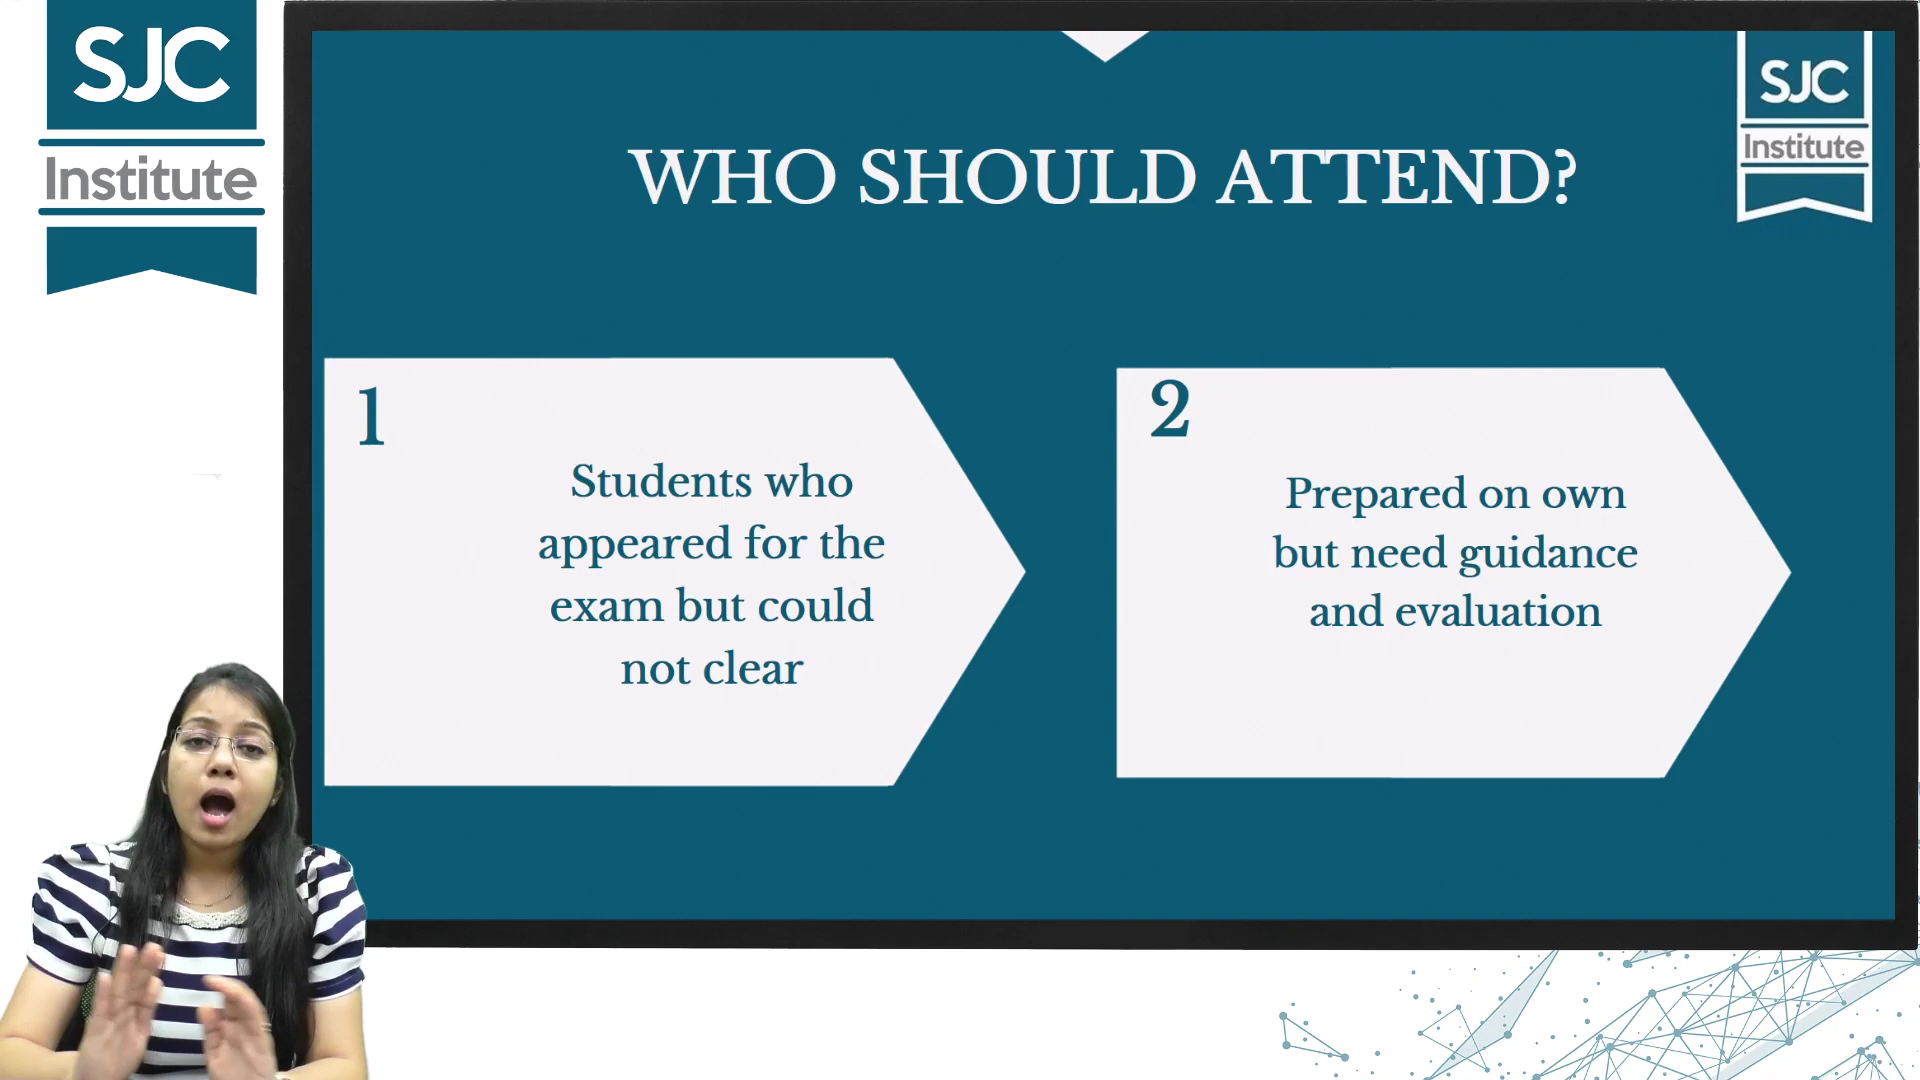 SJC
Institute
SJC
Institute
WHO SHOULD ATTEND?
1
Students who
appeared for the
exam but could
not clear
2
Prepared on own
but need guidance
and evaluation